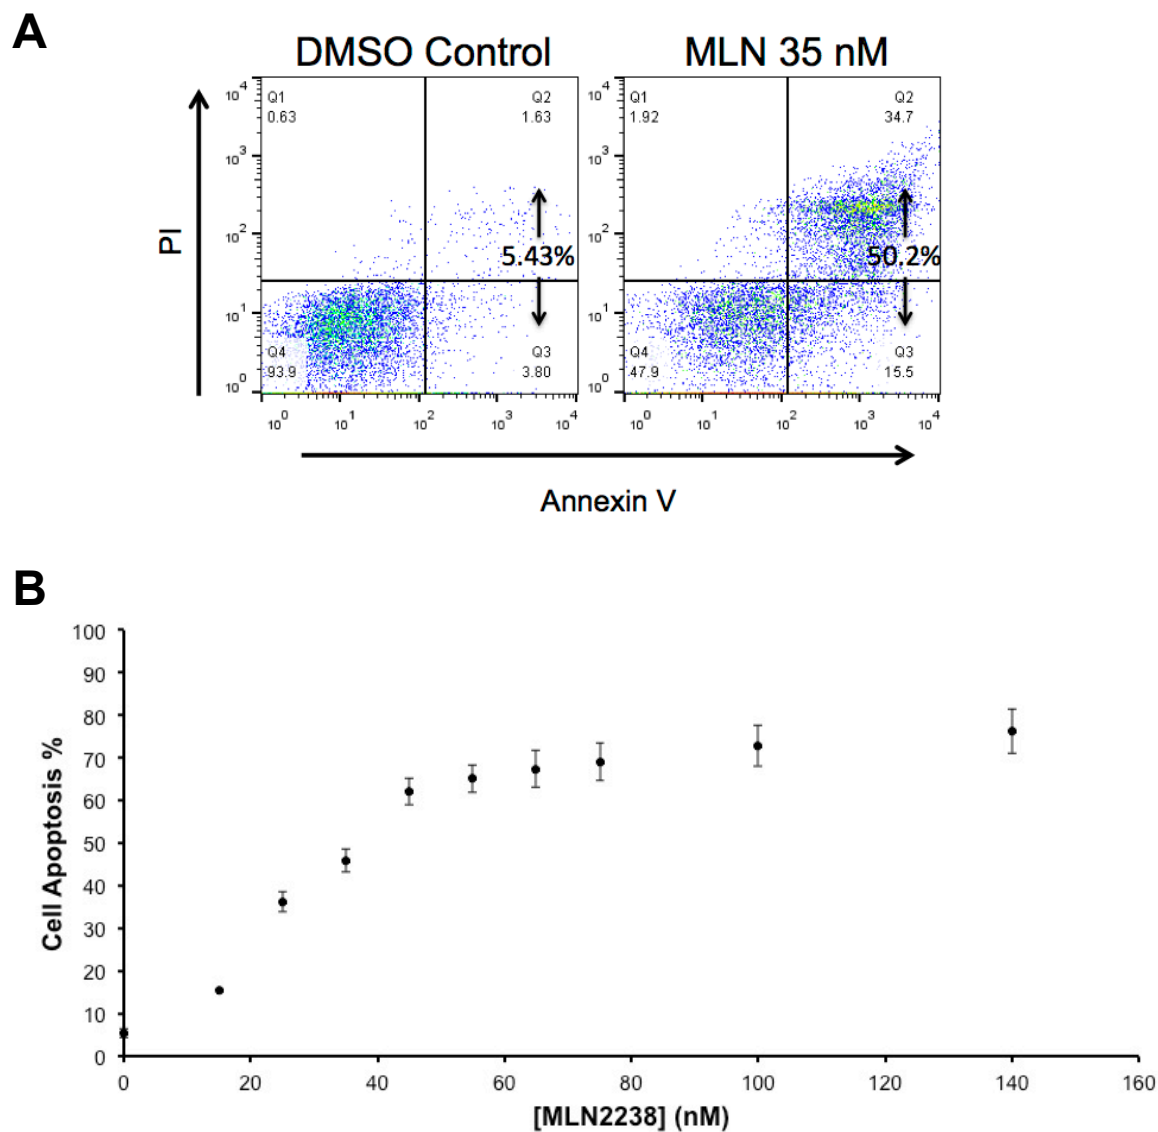 A
DMSO Control
MLN 35 nM
PI
10^4
10^3
10^2
10^1
10^0
Q1
0.63
Q2
1.63
5.43%
Q4
93.9
Q3
3.80
10^0 10^1 10^2 10^3 10^4
10^4
10^3
10^2
10^1
10^0
Q1
1.92
Q2
34.7
50.2%
Q4
47.9
Q3
15.5
10^0 10^1 10^2 10^3 10^4
Annexin V
B
Cell Apoptosis %
100
90
80
70
60
50
40
30
20
10
0
0 20 40 60 80 100 120 140 160
[MLN2238] (nM)